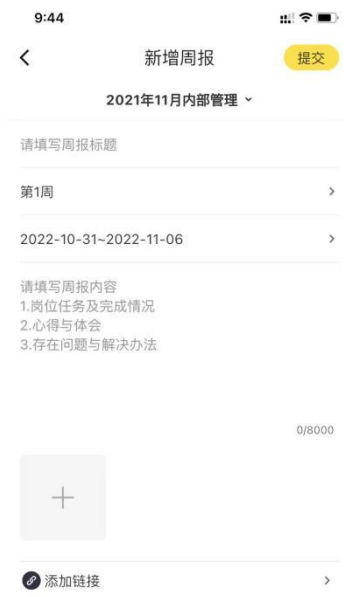 9:44
新增周报
提交
2021年11月内部管理
请填写周报标题
第1周
2022-10-31~2022-11-06
请填写周报内容
1.岗位任务及完成情况
2.心得与体会
3.存在问题与解决办法
0/8000
添加链接